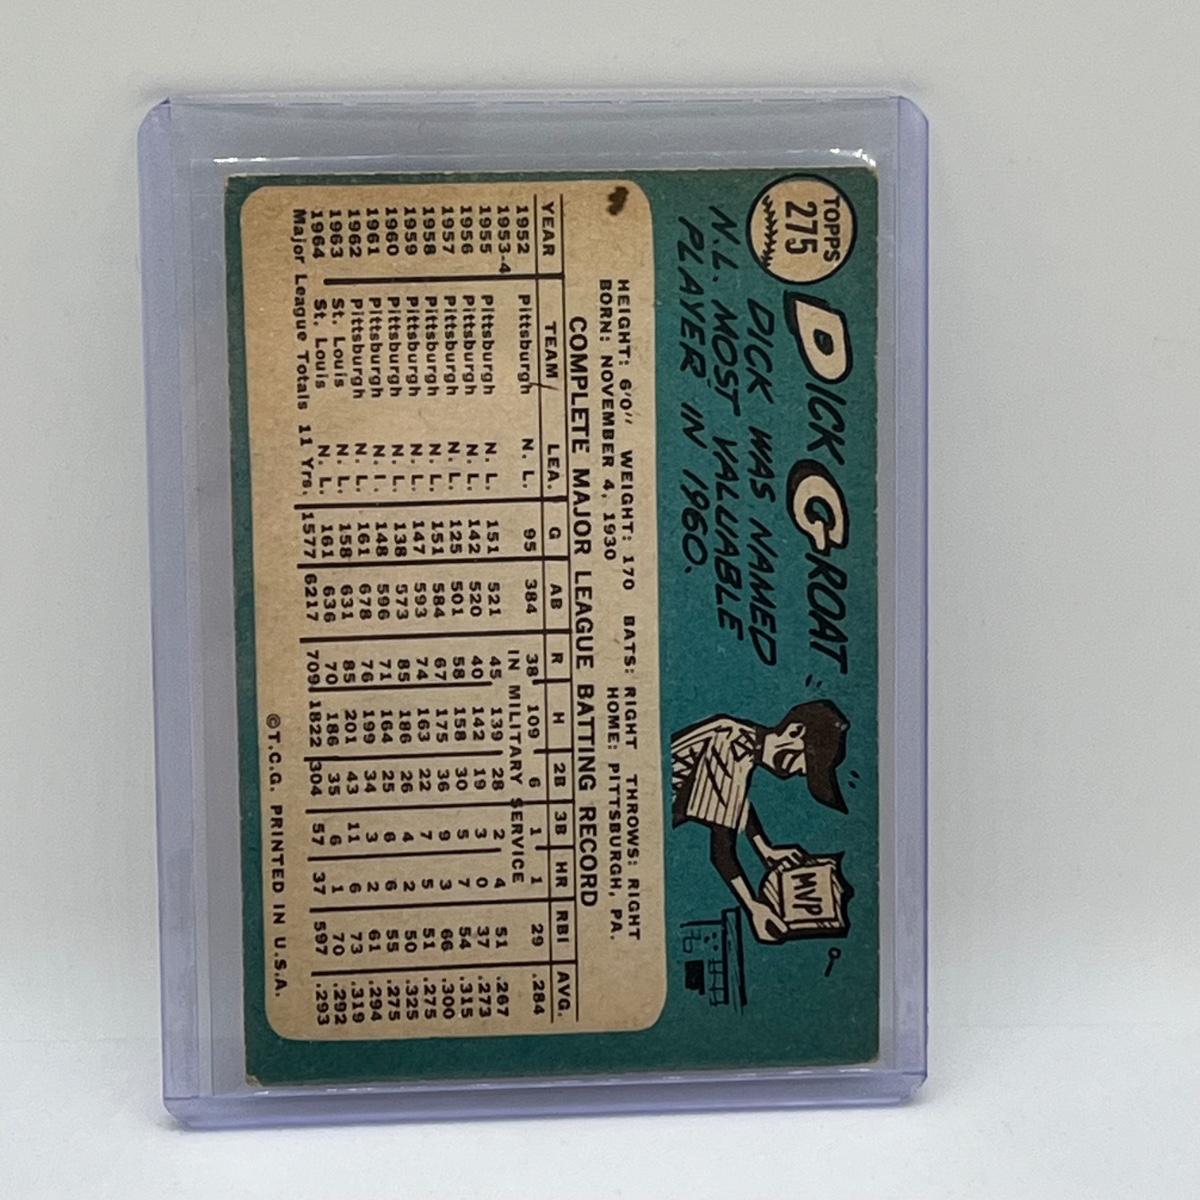 TOPPS
275
DICK GROAT
DICK WAS NAMED
N.L. MOST VALUABLE
PLAYER IN 1960.
MVP
HEIGHT: 6'0" WEIGHT: 170 BATS: RIGHT THROWS: RIGHT
BORN: NOVEMBER 4, 1930 HOME: PITTSBURGH, PA.
COMPLETE MAJOR LEAGUE BATTING RECORD
YEAR TEAM LEA. G AB R H 2B 3B HR RBI AVG.
1952 Pittsburgh N. L. 95 384 38 109 6 1 1 29 .284
1953-4 IN MILITARY SERVICE
1955 Pittsburgh N. L. 151 521 45 139 28 2 4 51 .267
1956 Pittsburgh N. L. 142 520 40 142 19 3 0 37 .273
1957 Pittsburgh N. L. 125 501 58 158 30 5 7 54 .315
1958 Pittsburgh N. L. 151 584 67 175 36 9 3 66 .300
1959 Pittsburgh N. L. 147 593 74 163 22 7 5 51 .275
1960 Pittsburgh N. L. 138 573 85 186 26 4 2 50 .325
1961 Pittsburgh N. L. 148 596 71 164 25 6 6 55 .275
1962 Pittsburgh N. L. 161 678 76 199 34 3 2 61 .294
1963 St. Louis N. L. 158 631 85 201 43 11 6 73 .319
1964 St. Louis N. L. 161 636 70 186 35 6 1 70 .292
Major League Totals 11 Yrs. 1577 6217 709 1822 304 57 37 597 .293
©T.C.G. PRINTED IN U.S.A.